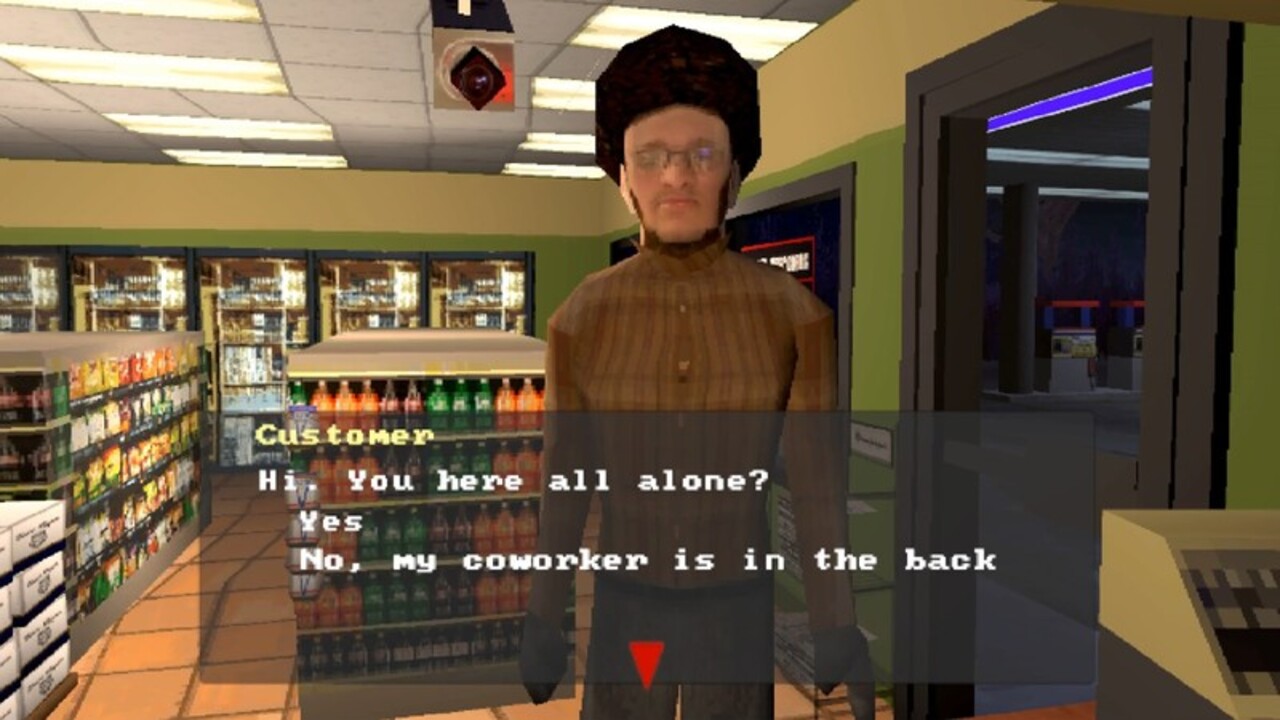 Customer
Hi. You here all alone?
Yes
No, my coworker is in the back